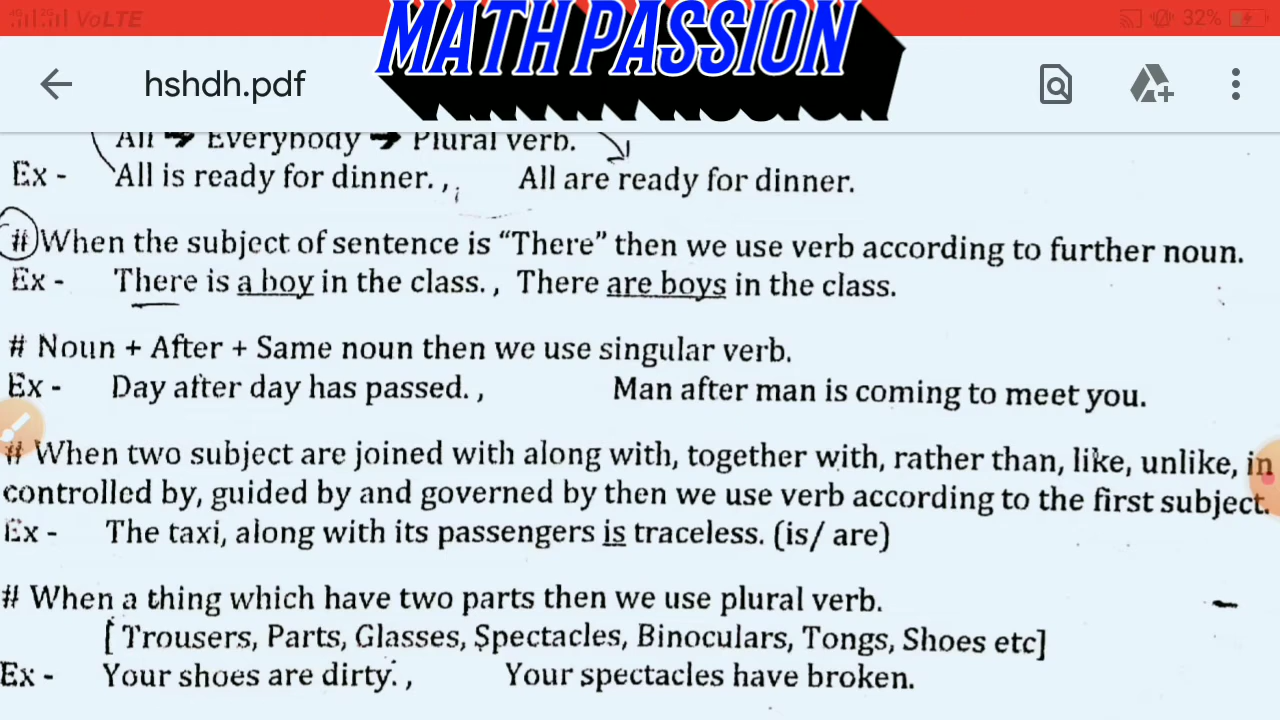 VoLTE 32%
MATH PASSION
hshdh.pdf
All → Everybody → Plural verb.
Ex - All is ready for dinner. , All are ready for dinner.
# When the subject of sentence is “There” then we use verb according to further noun.
Ex - There is a boy in the class. , There are boys in the class.
# Noun + After + Same noun then we use singular verb.
Ex - Day after day has passed. , Man after man is coming to meet you.
# When two subject are joined with along with, together with, rather than, like, unlike, in
controlled by, guided by and governed by then we use verb according to the first subject.
Ex - The taxi, along with its passengers is traceless. (is/ are)
# When a thing which have two parts then we use plural verb.
[ Trousers, Parts, Glasses, Spectacles, Binoculars, Tongs, Shoes etc]
Ex - Your shoes are dirty. , Your spectacles have broken.